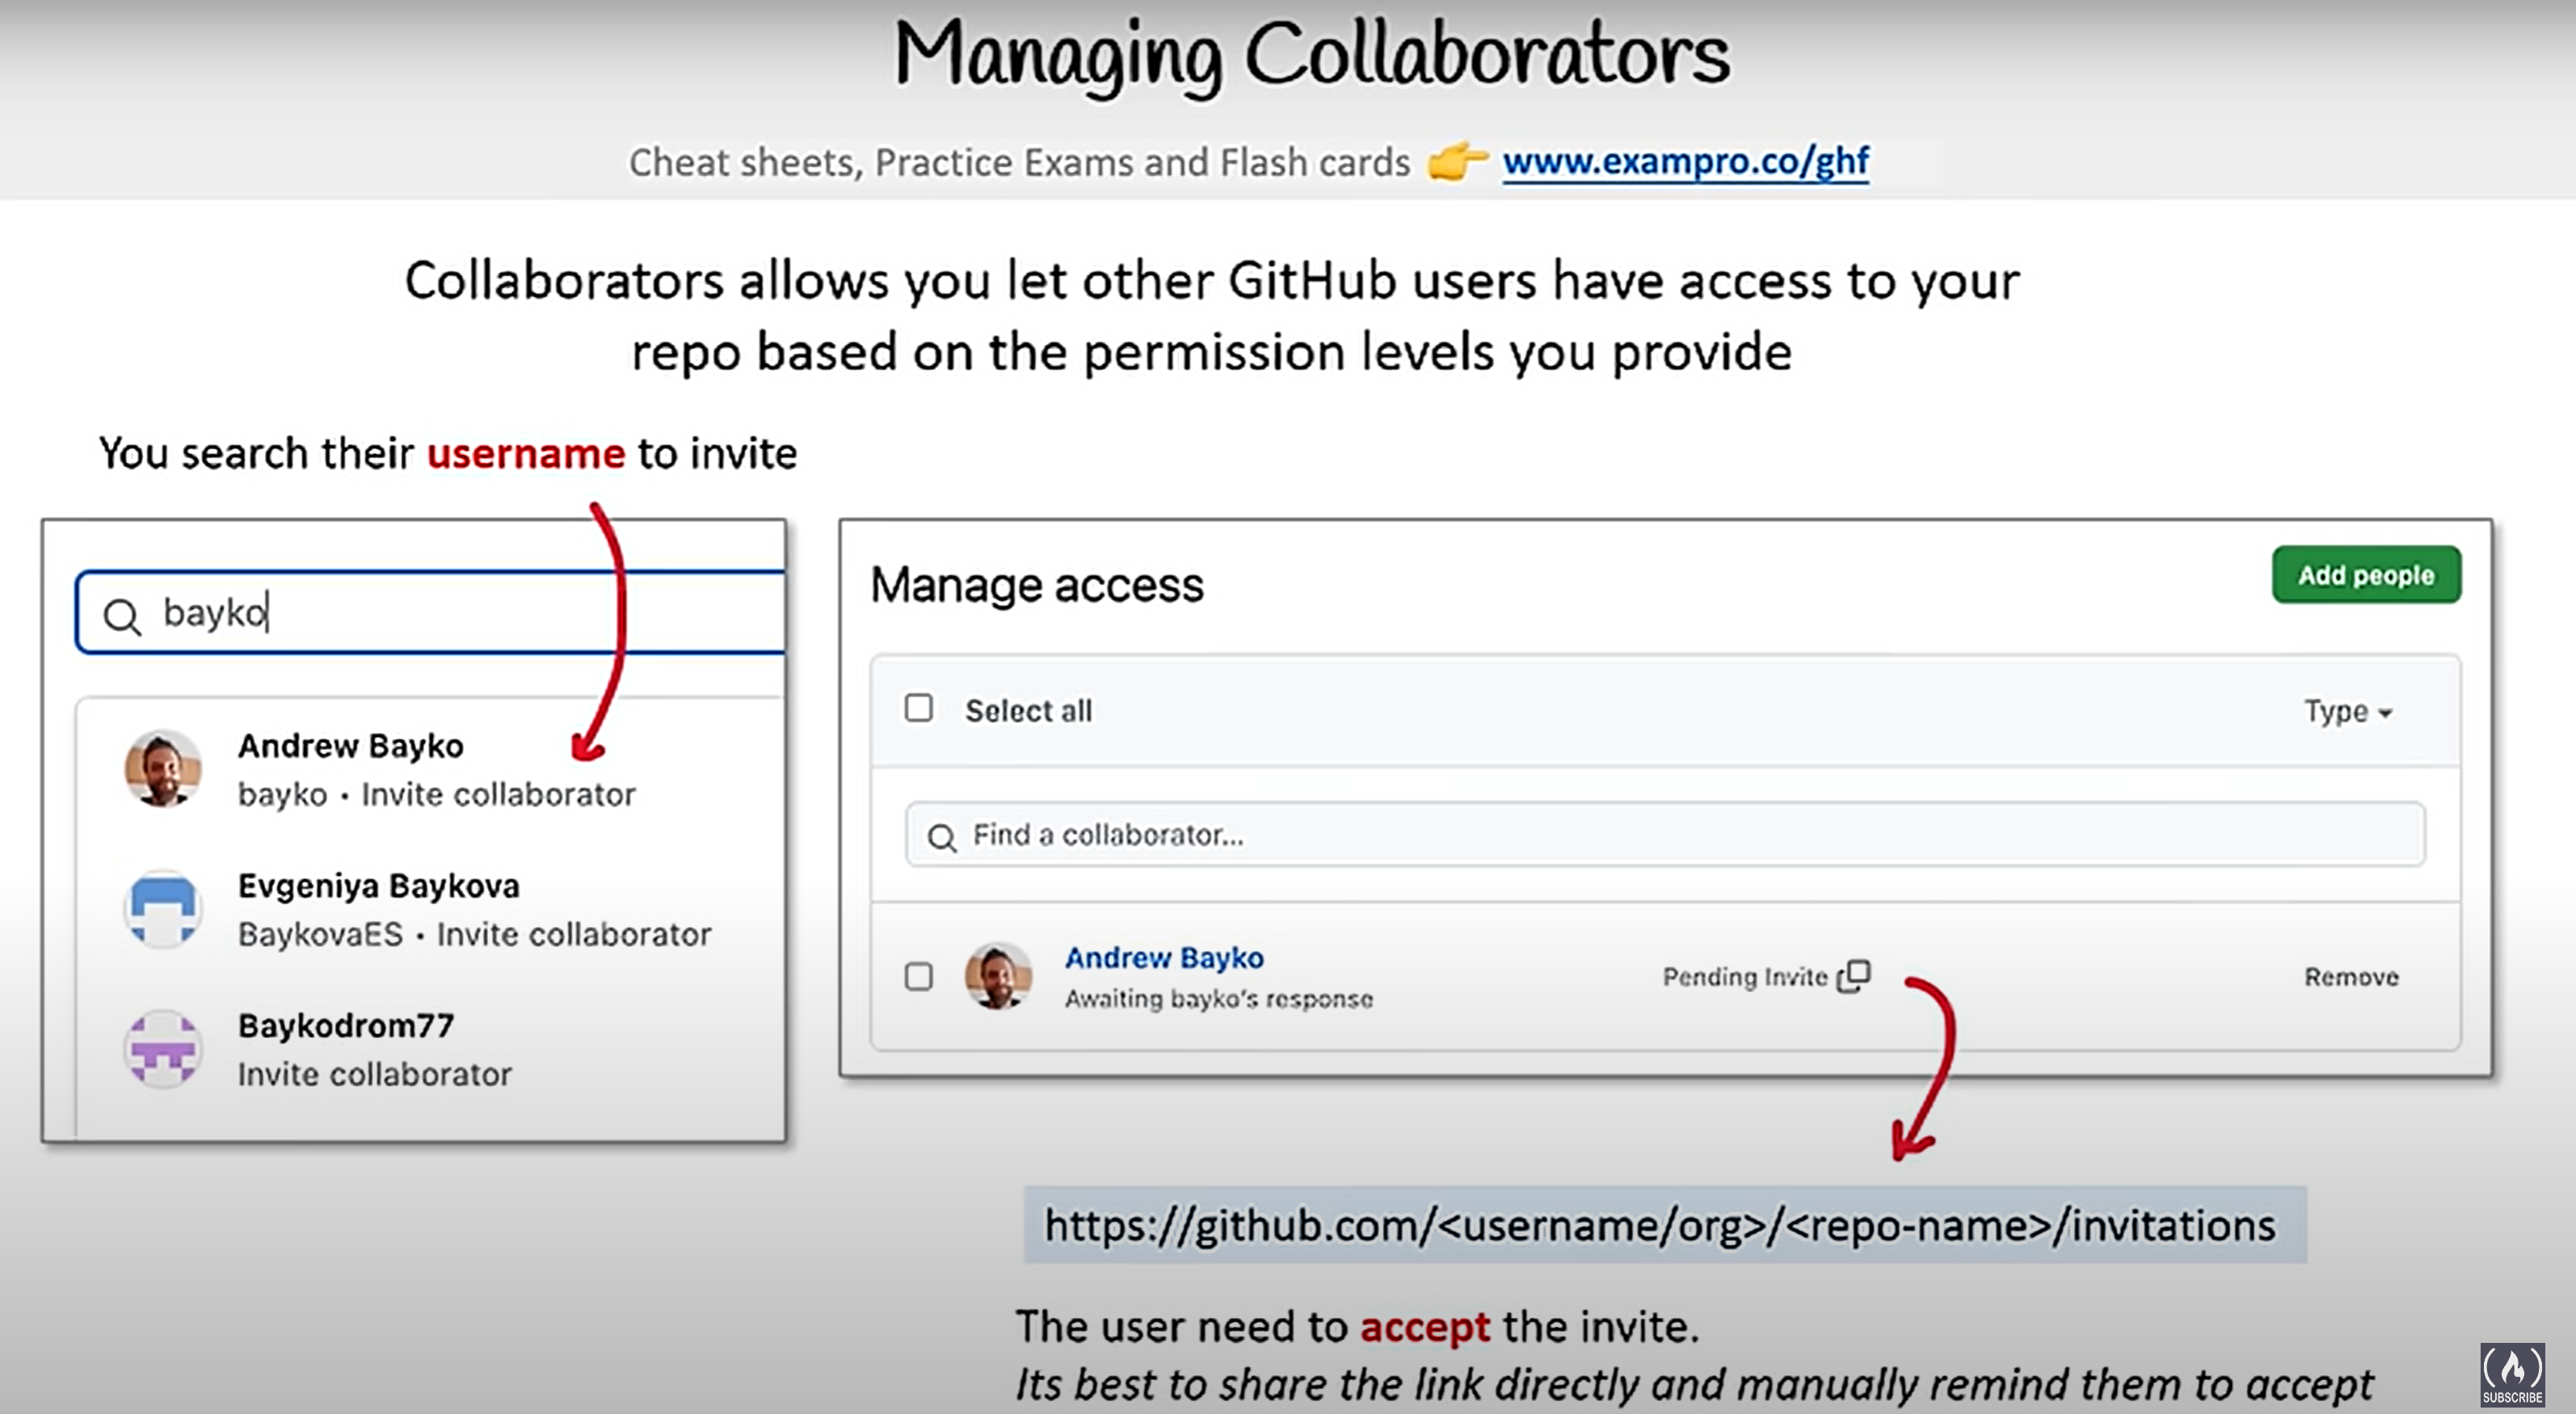 Managing Collaborators
Cheat sheets, Practice Exams and Flash cards 👉 www.exampro.co/ghf
Collaborators allows you let other GitHub users have access to your
repo based on the permission levels you provide
You search their username to invite
bayko
Andrew Bayko
bayko • Invite collaborator
Evgeniya Baykova
BaykovaES • Invite collaborator
Baykodrom77
Invite collaborator
Manage access
Add people
Select all
Type
Find a collaborator...
Andrew Bayko
Awaiting bayko's response
Pending Invite
Remove
https://github.com/<username/org>/<repo-name>/invitations
The user need to accept the invite.
Its best to share the link directly and manually remind them to accept
SUBSCRIBE